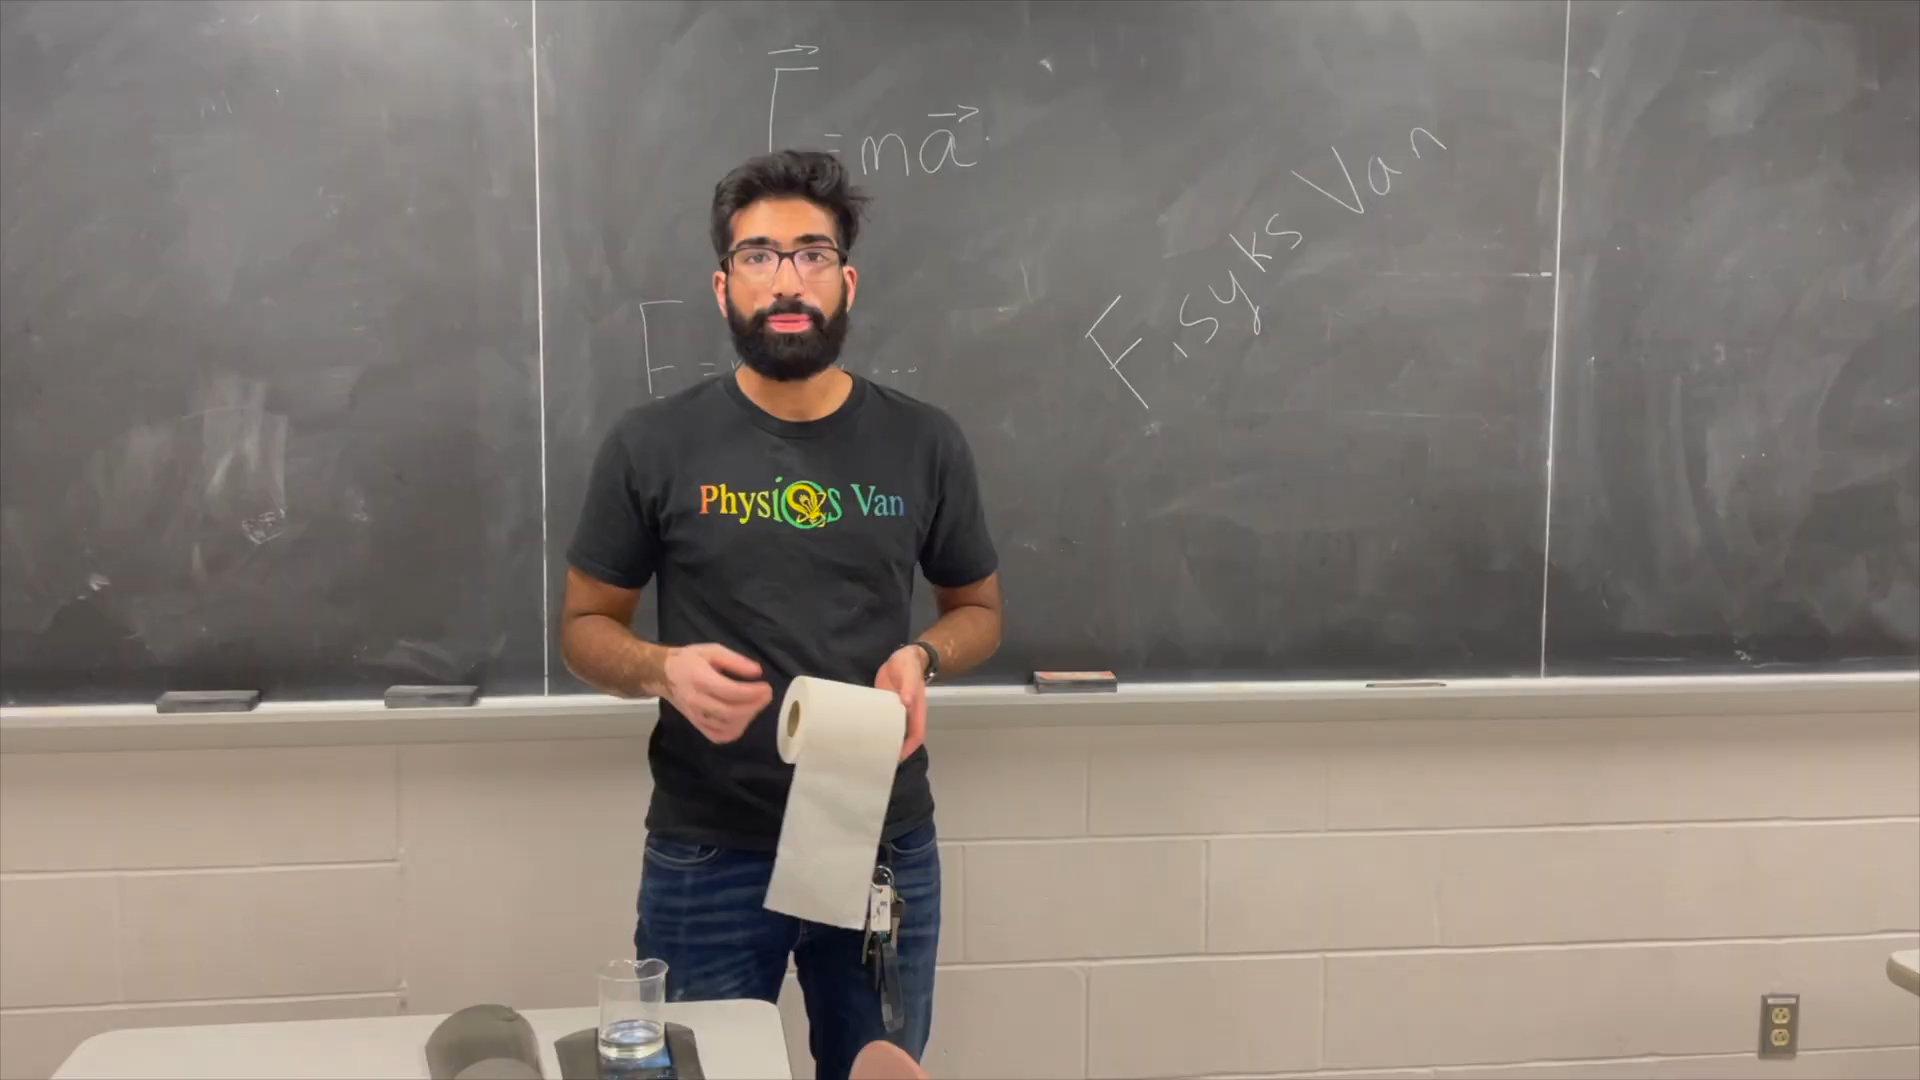 F = ma
Fisyks Van
F = ...
Physics Van